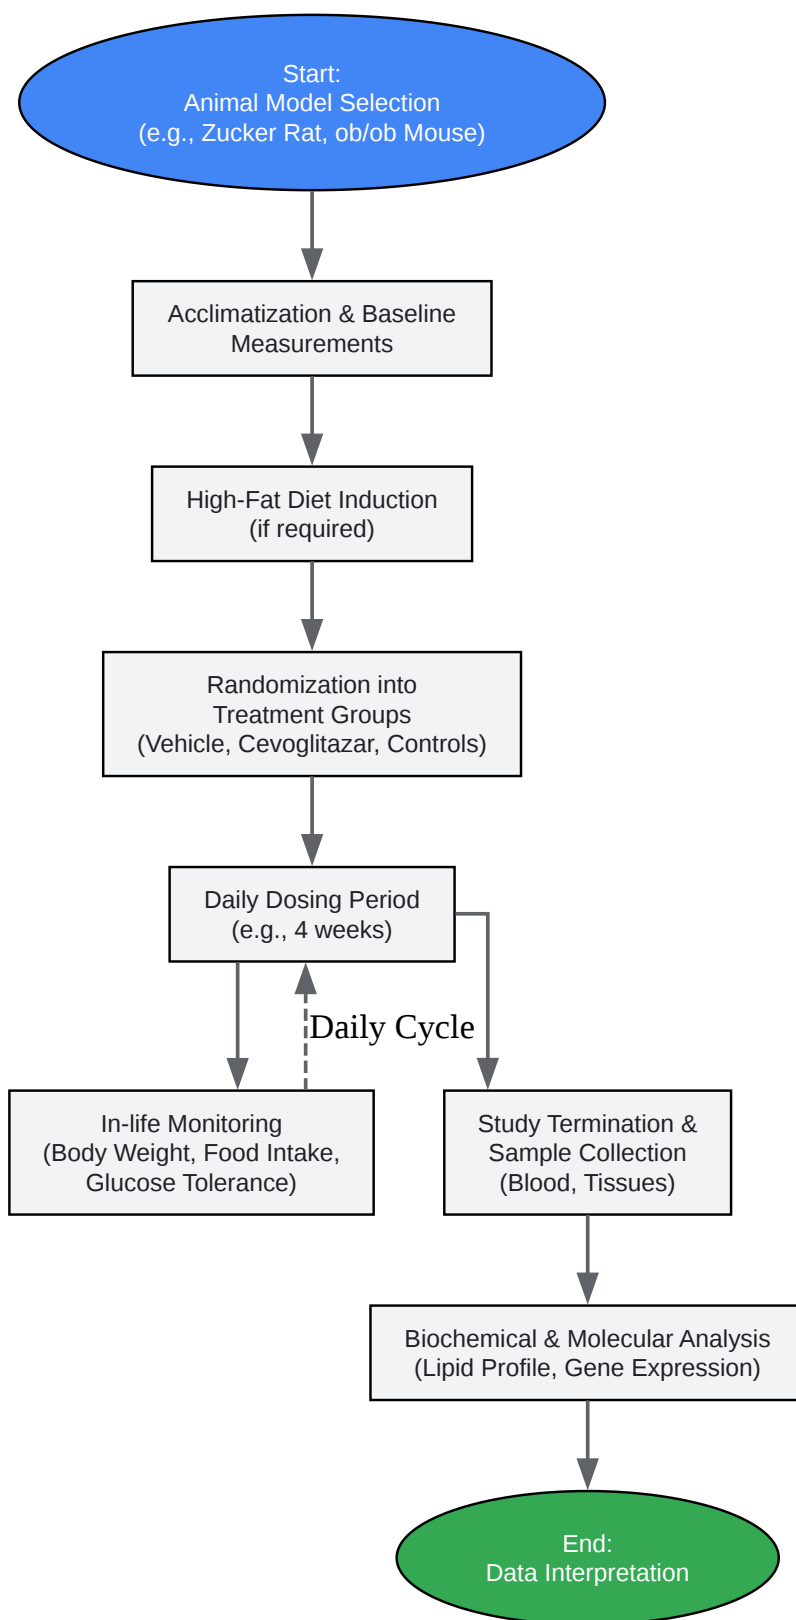 Start:
Animal Model Selection
(e.g., Zucker Rat, ob/ob Mouse)
Acclimatization & Baseline
Measurements
High-Fat Diet Induction
(if required)
Randomization into
Treatment Groups
(Vehicle, Cevoglitazar, Controls)
Daily Dosing Period
(e.g., 4 weeks)
Daily Cycle
In-life Monitoring
(Body Weight, Food Intake,
Glucose Tolerance)
Study Termination &
Sample Collection
(Blood, Tissues)
Biochemical & Molecular Analysis
(Lipid Profile, Gene Expression)
End:
Data Interpretation